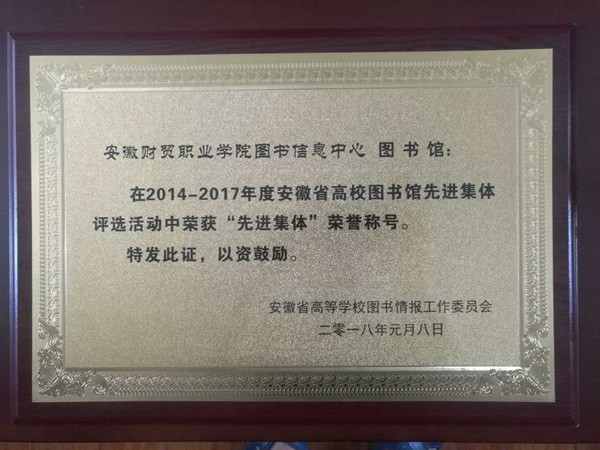 安徽财贸职业学院图书信息中心 图书馆：
在2014-2017年度安徽省高校图书馆先进集体
评选活动中荣获“先进集体”荣誉称号。
特发此证，以资鼓励。
安徽省高等学校图书情报工作委员会
二零一八年元月八日